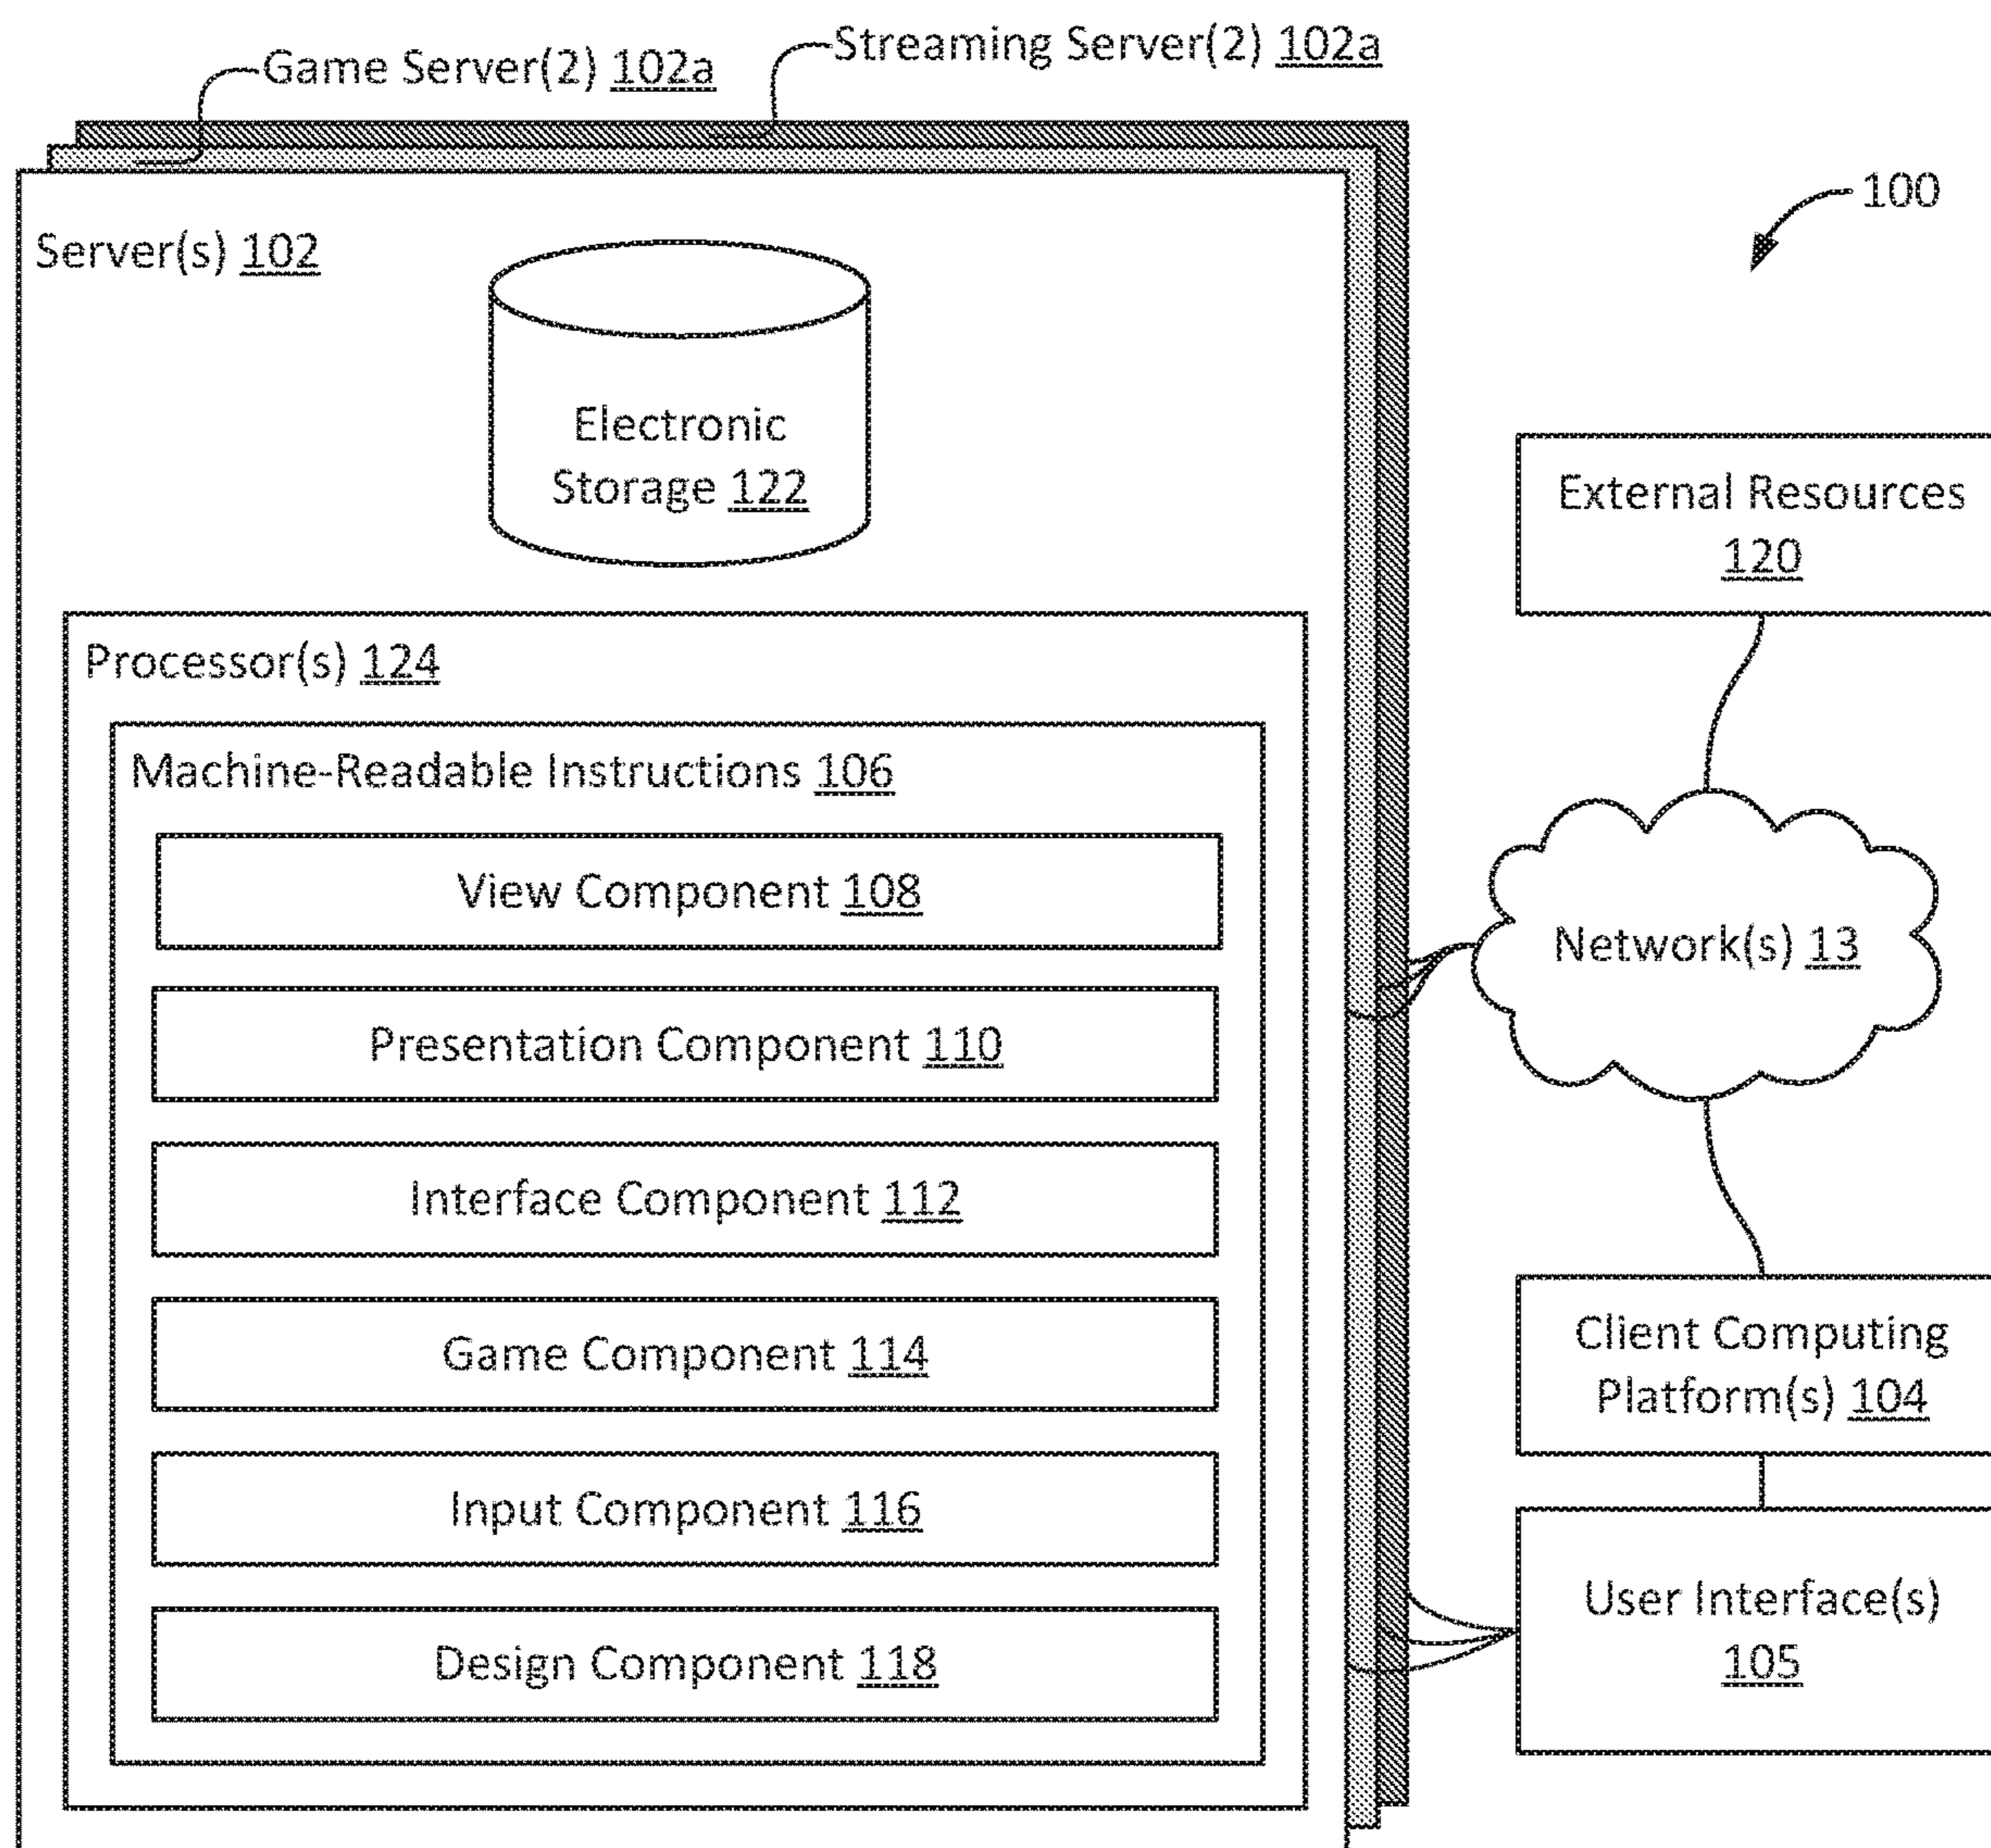 Game Server(2) 102a
Streaming Server(2) 102a
100
Server(s) 102
Electronic
Storage 122
Processor(s) 124
Machine-Readable Instructions 106
View Component 108
Presentation Component 110
Interface Component 112
Game Component 114
Input Component 116
Design Component 118
External Resources
120
Network(s) 13
Client Computing
Platform(s) 104
User Interface(s)
105